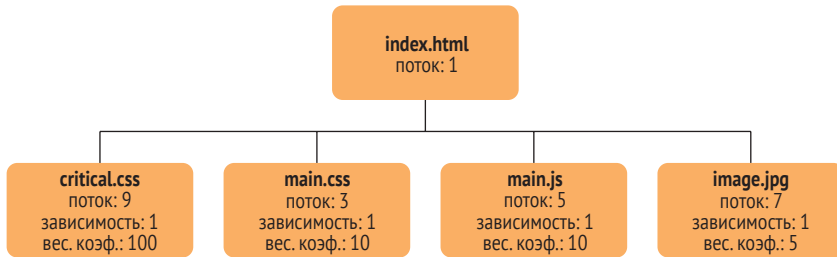 index.html
поток: 1
critical.css
поток: 9
зависимость: 1
вес. коэф.: 100
main.css
поток: 3
зависимость: 1
вес. коэф.: 10
main.js
поток: 5
зависимость: 1
вес. коэф.: 10
image.jpg
поток: 7
зависимость: 1
вес. коэф.: 5